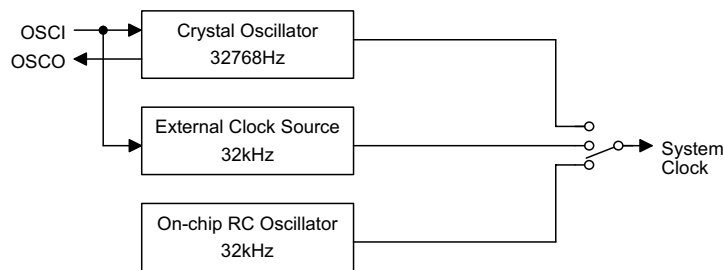 OSCI
OSCO
Crystal Oscillator
32768Hz
External Clock Source
32kHz
System
Clock
On-chip RC Oscillator
32kHz